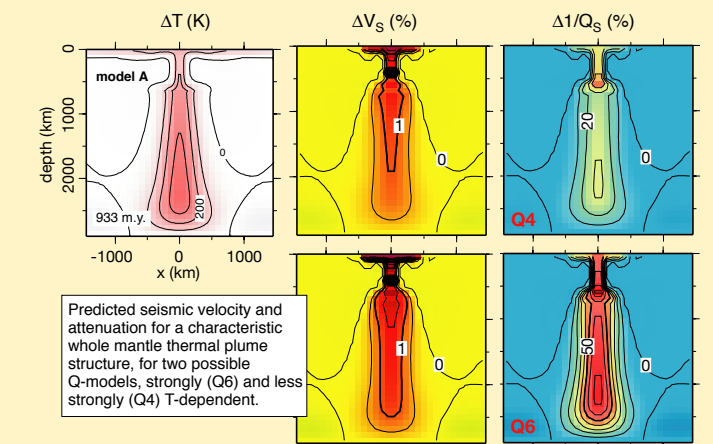 ΔT (K)
ΔV_S (%)
Δ1/Q_S (%)
0
1000
2000
depth (km)
model A
0
200
933 m.y.
-1000 0 1000
x (km)
1
0
20
0
Q4
1
0
50
0
Q6
Predicted seismic velocity and
attenuation for a characteristic
whole mantle thermal plume
structure, for two possible
Q-models, strongly (Q6) and less
strongly (Q4) T-dependent.